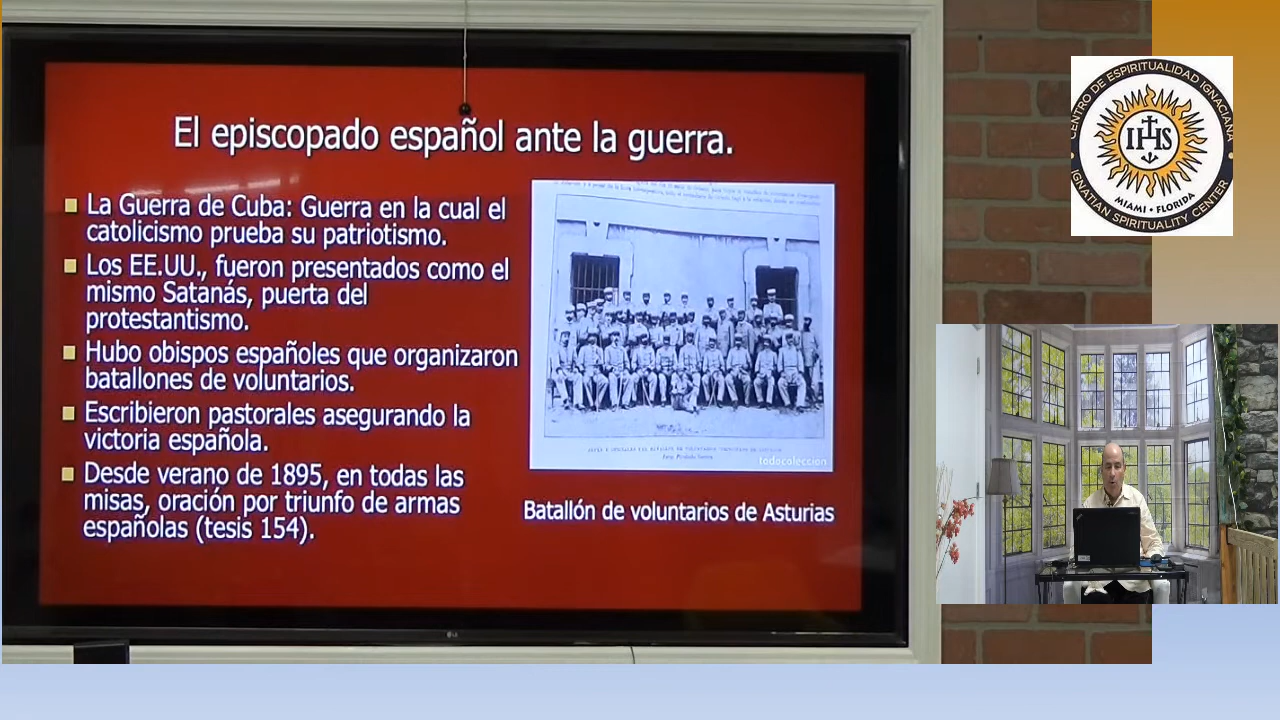 El episcopado español ante la guerra.
La Guerra de Cuba: Guerra en la cual el
catolicismo prueba su patriotismo.
Los EE.UU., fueron presentados como el
mismo Satanás, puerta del
protestantismo.
Hubo obispos españoles que organizaron
batallones de voluntarios.
Escribieron pastorales asegurando la
victoria española.
Desde verano de 1895, en todas las
misas, oración por triunfo de armas
españolas (tesis 154).
todocoleccion
Batallón de voluntarios de Asturias
LG
CENTRO DE ESPIRITUALIDAD IGNACIANA
IHS
MIAMI • FLORIDA
IGNATIAN SPIRITUALITY CENTER